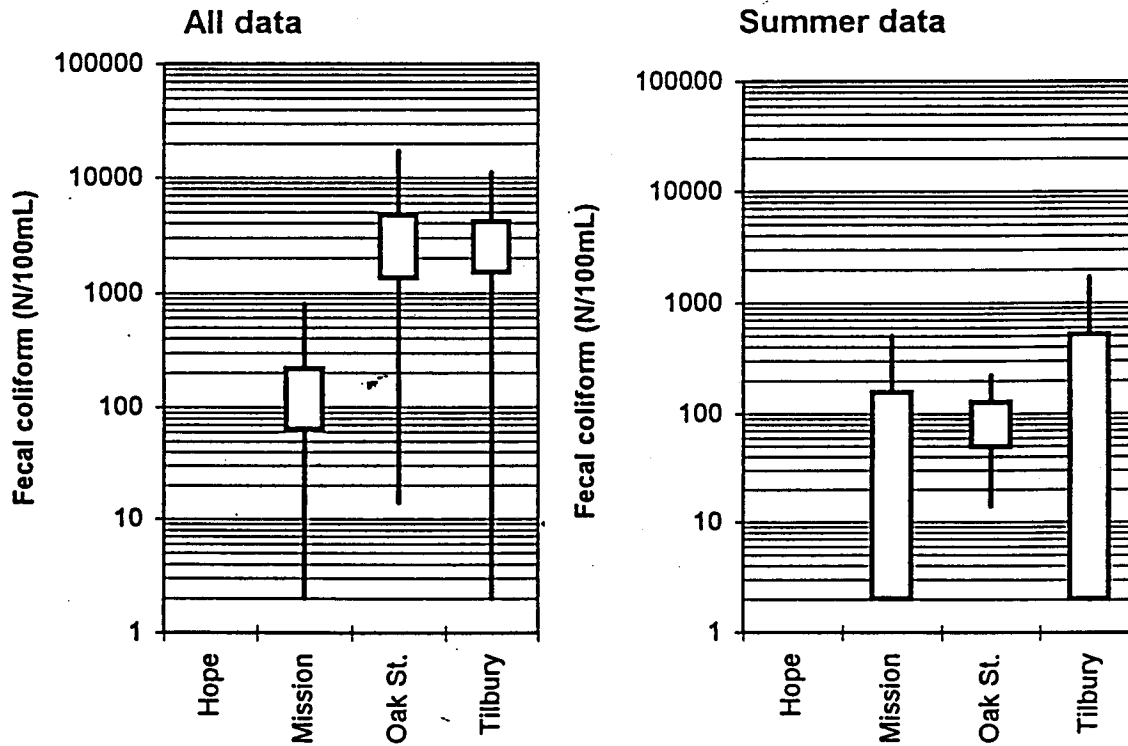 All data
Fecal coliform (N/100mL)
100000
10000
1000
100
10
1
Hope
Mission
Oak St.
Tilbury
Summer data
Fecal coliform (N/100mL)
100000
10000
1000
100
10
1
Hope
Mission
Oak St.
Tilbury